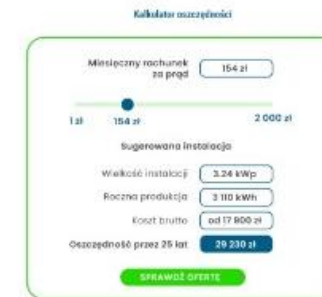 Kalkulator oszczędności
Miesięczny rachunek
za prąd
154 zł
1 zł
154 zł
2 000 zł
Sugerowana instalacja
Wielkość instalacji
3.24 kWp
Roczna produkcja
3 110 kWh
Koszt brutto
od 17 800 zł
Oszczędność przez 25 lat
29 230 zł
SPRAWDŹ OFERTĘ